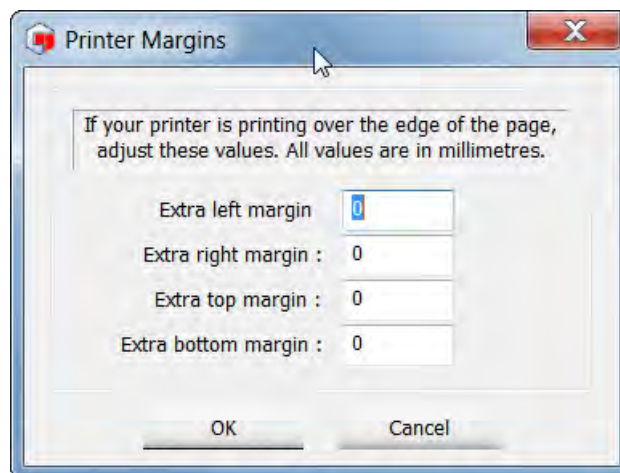 Printer Margins
If your printer is printing over the edge of the page,
adjust these values. All values are in millimetres.
Extra left margin 0
Extra right margin : 0
Extra top margin : 0
Extra bottom margin : 0
OK Cancel